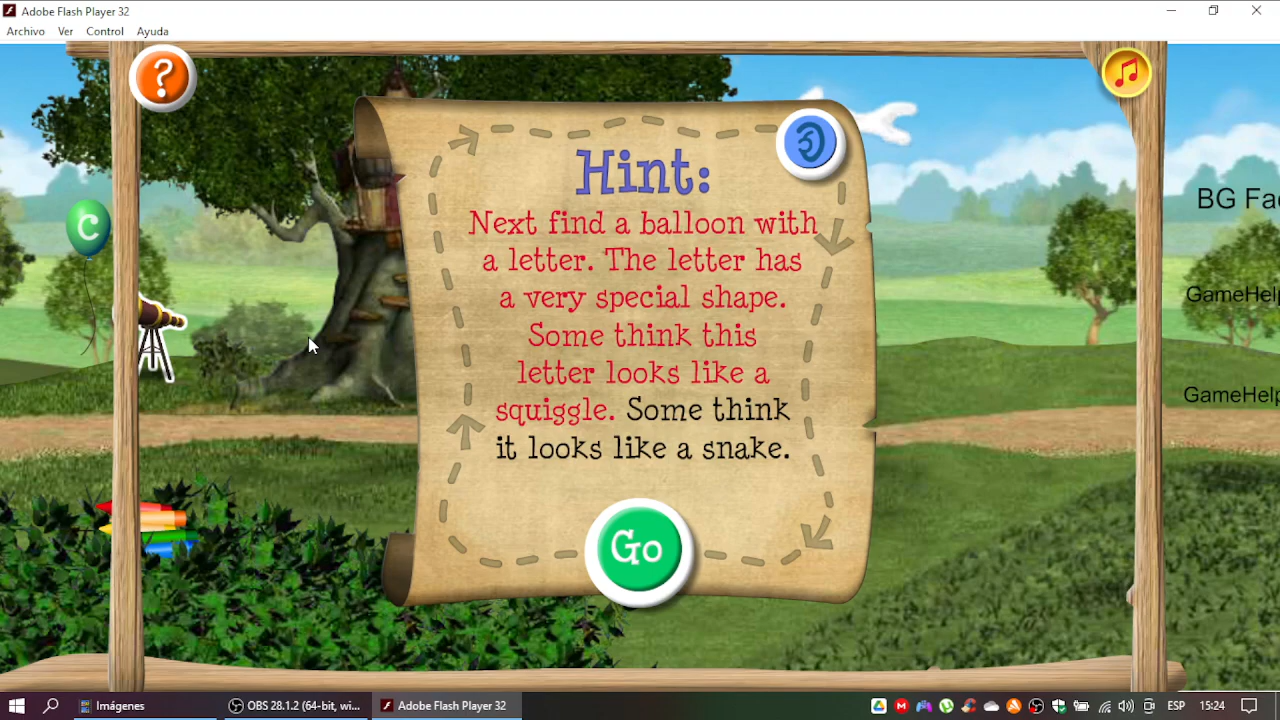 Adobe Flash Player 32
Archivo Ver Control Ayuda
?
Hint:
Next find a balloon with
a letter. The letter has
a very special shape.
Some think this
letter looks like a
squiggle. Some think
it looks like a snake.
Go
C
BG Fa
GameHelp
GameHelp
Imágenes
OBS 28.1.2 (64-bit, wi...
Adobe Flash Player 32
ESP
15:24